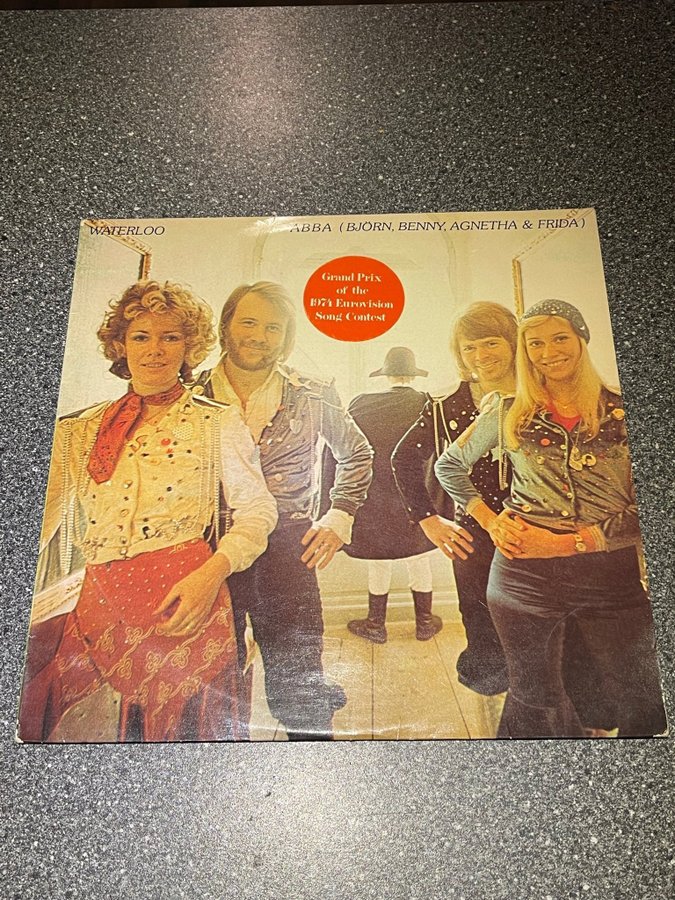 WATERLOO
ABBA (BJÖRN, BENNY, AGNETHA & FRIDA)
Grand Prix
of the
1974 Eurovision
Song Contest